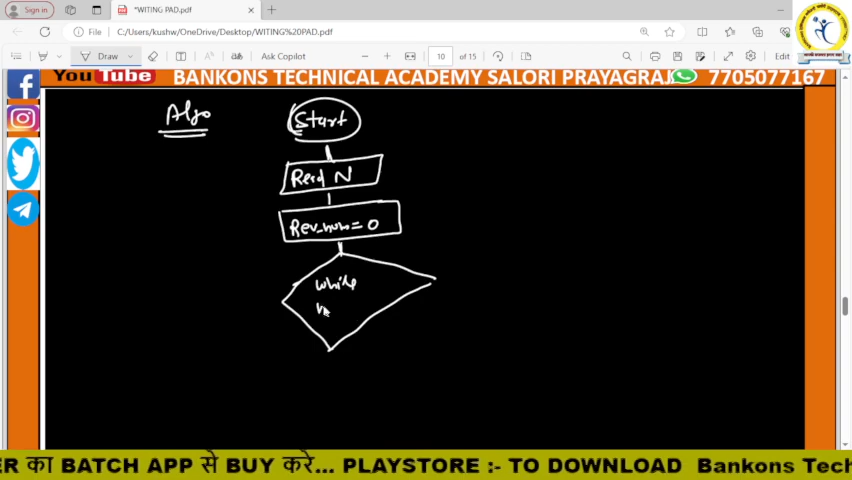 Sign in
*WITING PAD.pdf
File
C:/Users/kushw/OneDrive/Desktop/WITING%20PAD.pdf
Draw
Ask Copilot
10 of 15
Edit
You Tube BANKONS TECHNICAL ACADEMY SALORI PRAYAGRAJ 7705077167
Algo
Start
Read N
Rev_num = 0
while
ER का BATCH APP से BUY करे... PLAYSTORE :- TO DOWNLOAD Bankons Tech